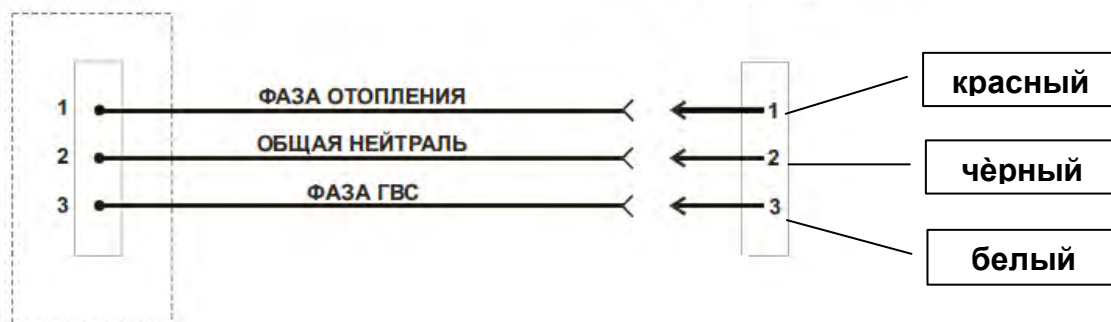 1 ФАЗА ОТОПЛЕНИЯ 1 красный
2 ОБЩАЯ НЕЙТРАЛЬ 2 чѐрный
3 ФАЗА ГВС 3 белый